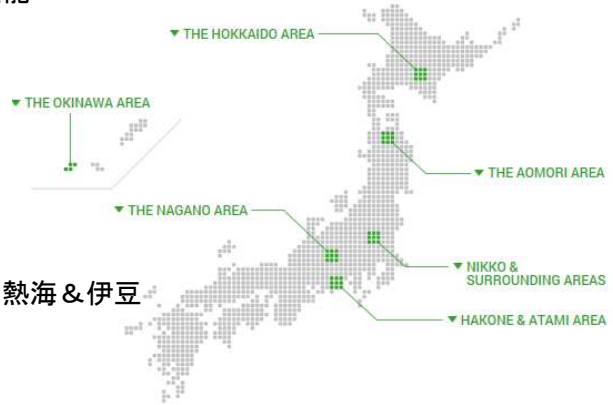 ▼ THE HOKKAIDO AREA
▼ THE OKINAWA AREA
▼ THE AOMORI AREA
▼ THE NAGANO AREA
▼ NIKKO &
SURROUNDING AREAS
熱海＆伊豆
▼ HAKONE & ATAMI AREA